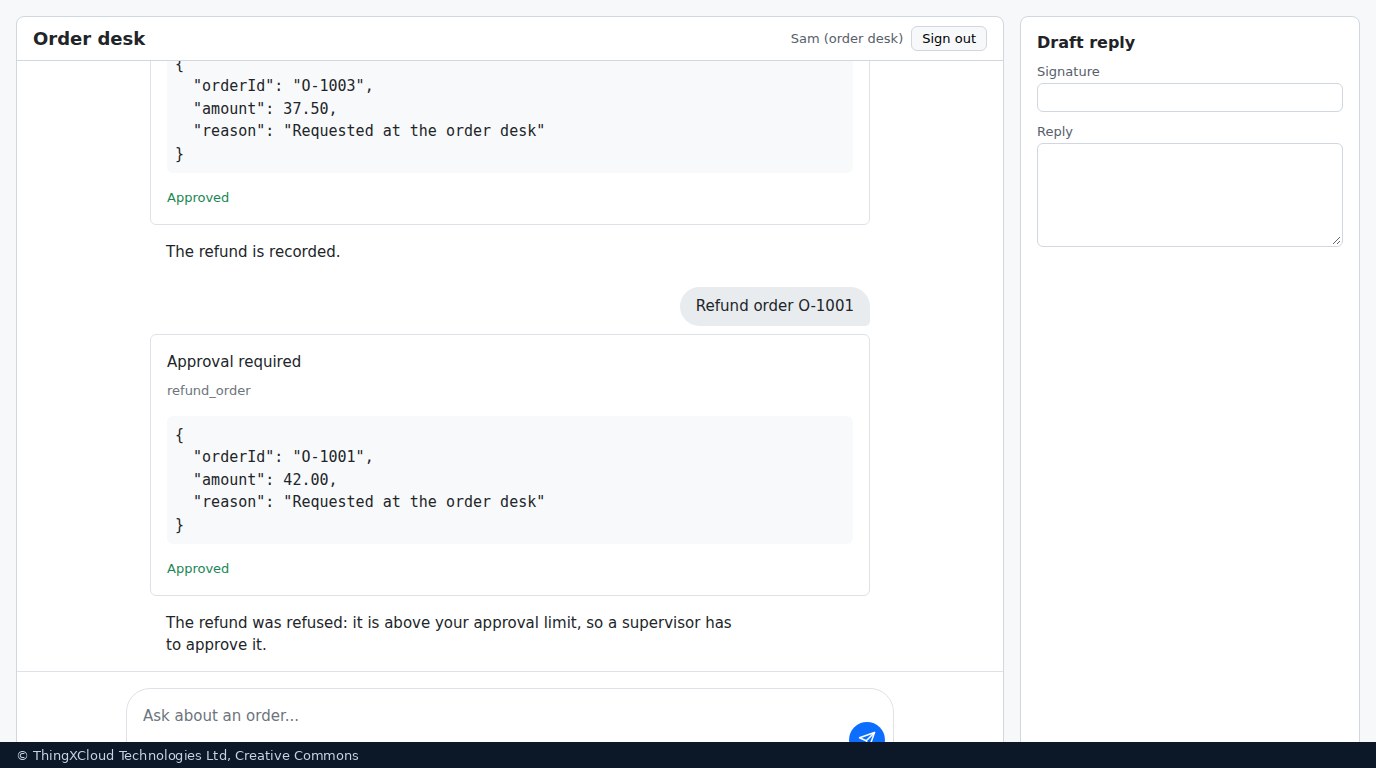 Order desk
Sam (order desk)
Sign out
{
"orderId": "O-1003",
"amount": 37.50,
"reason": "Requested at the order desk"
}
Approved
The refund is recorded.
Refund order O-1001
Approval required
refund_order
{
"orderId": "O-1001",
"amount": 42.00,
"reason": "Requested at the order desk"
}
Approved
The refund was refused: it is above your approval limit, so a supervisor has
to approve it.
Ask about an order...
Draft reply
Signature
Reply
© ThingXCloud Technologies Ltd, Creative Commons